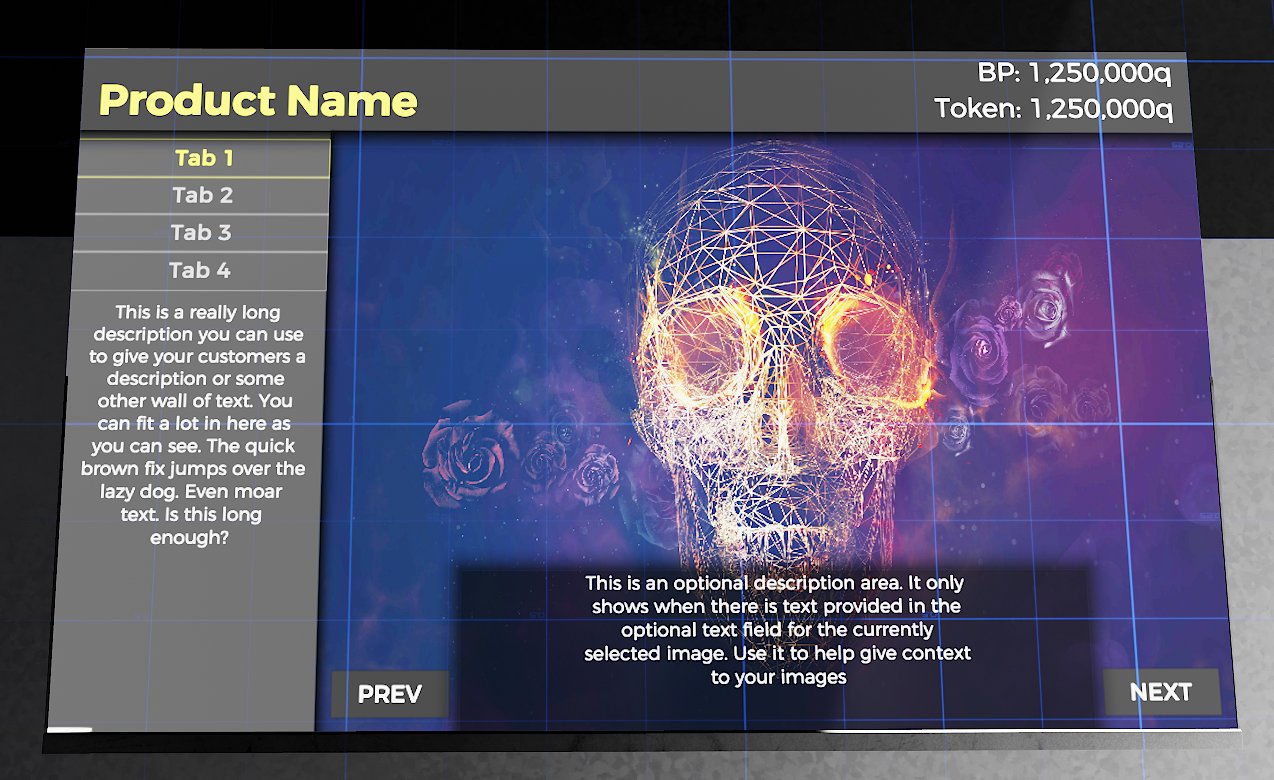 Product Name
BP: 1,250,000q
Token: 1,250,000q
Tab 1
Tab 2
Tab 3
Tab 4
This is a really long
description you can use
to give your customers a
description or some
other wall of text. You
can fit a lot in here as
you can see. The quick
brown fix jumps over the
lazy dog. Even moar
text. Is this long
enough?
This is an optional description area. It only
shows when there is text provided in the
optional text field for the currently
selected image. Use it to help give context
to your images
PREV
NEXT